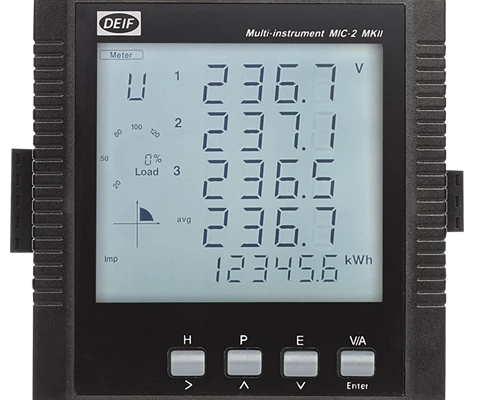 DEIF
Multi-instrument MIC-2 MKII
Meter
U 1 236.7 V
2 237.1
80 100 120
50
20
0%
Load
3 236.5
avg 236.7
Imp 12345.6 kWh
H P E V/A
> ∧ ∨ Enter